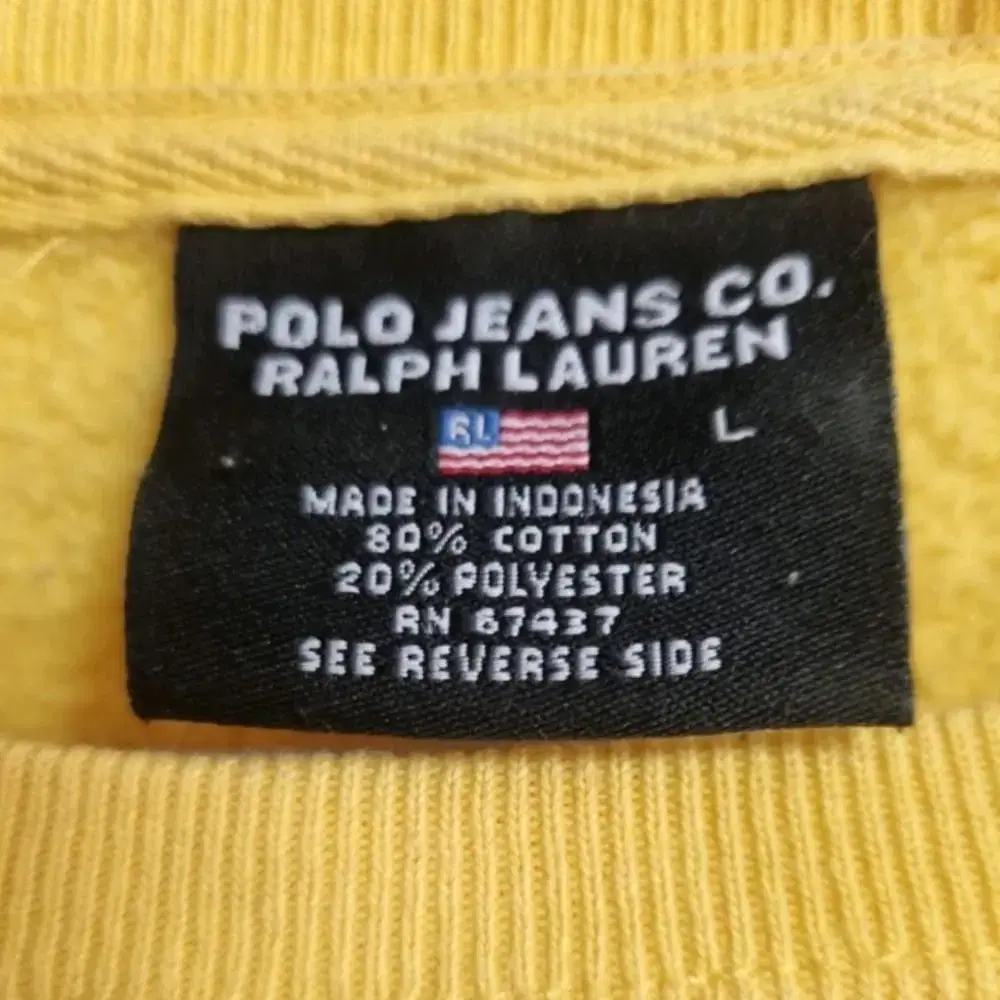 POLO JEANS CO.
RALPH LAUREN
RL
L
MADE IN INDONESIA
80% COTTON
20% POLYESTER
RN 67437
SEE REVERSE SIDE